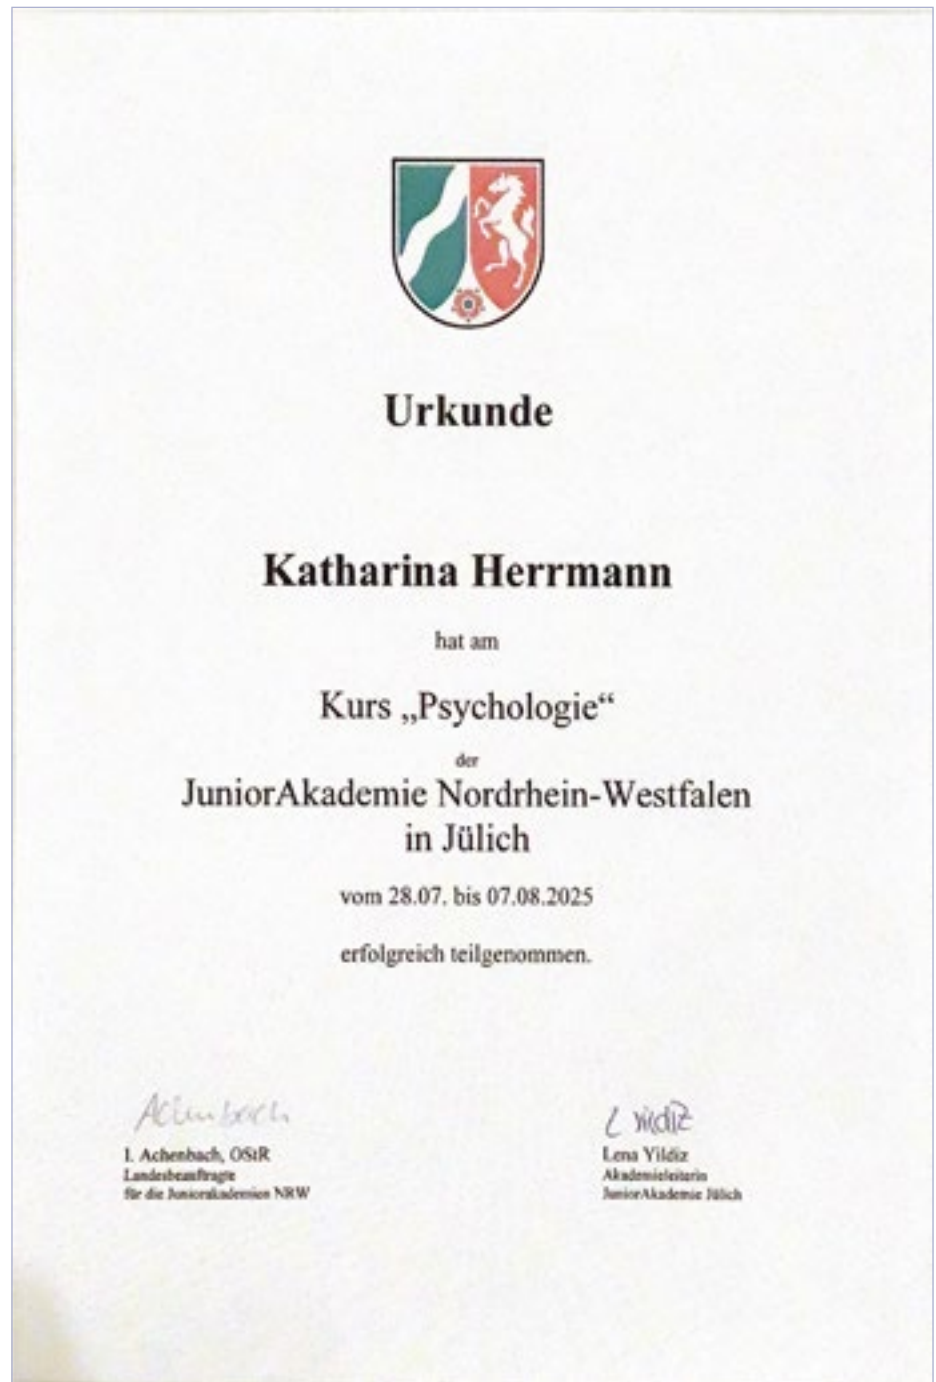 Urkunde
Katharina Herrmann
hat am
Kurs „Psychologie“
der
JuniorAkademie Nordrhein-Westfalen
in Jülich
vom 28.07. bis 07.08.2025
erfolgreich teilgenommen.
Achenbach
L Yildiz
I. Achenbach, OStR
Lena Yildiz
Landesbeauftragte
Akademieleiterin
für die Juniorakademien NRW
JuniorAkademie Jülich